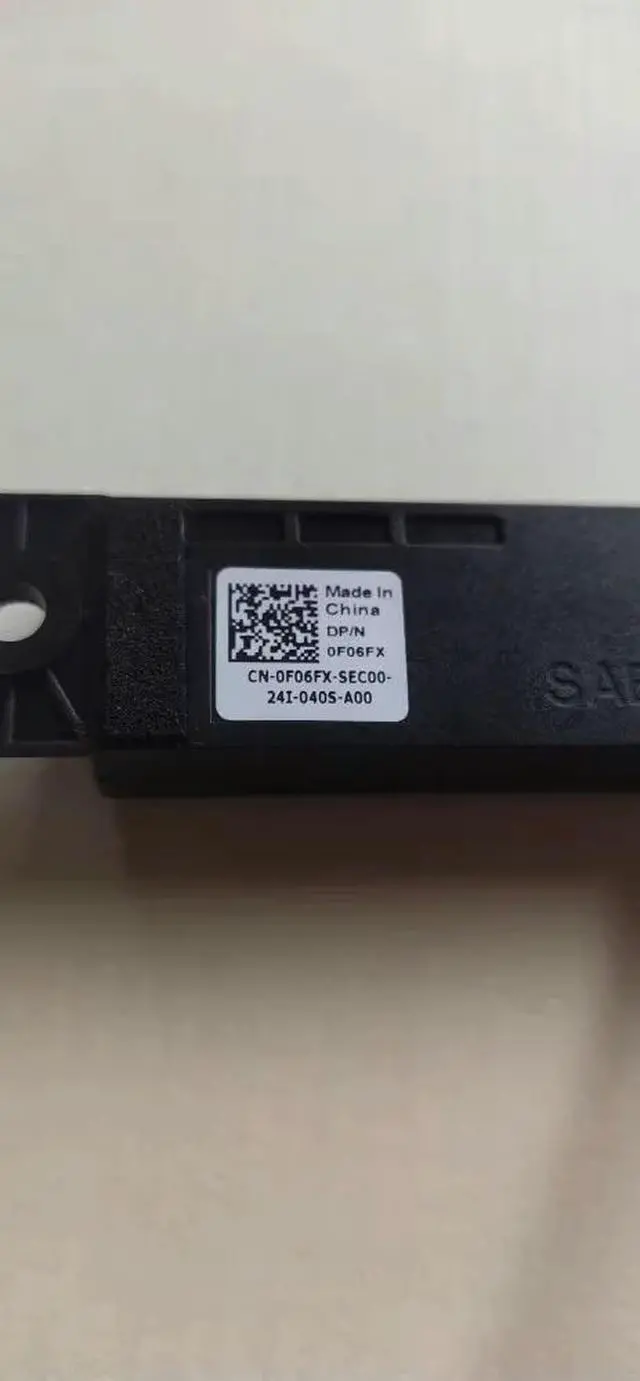 Made In
China
DP/N
0F06FX
CN-0F06FX-SEC00-
24I-040S-A00